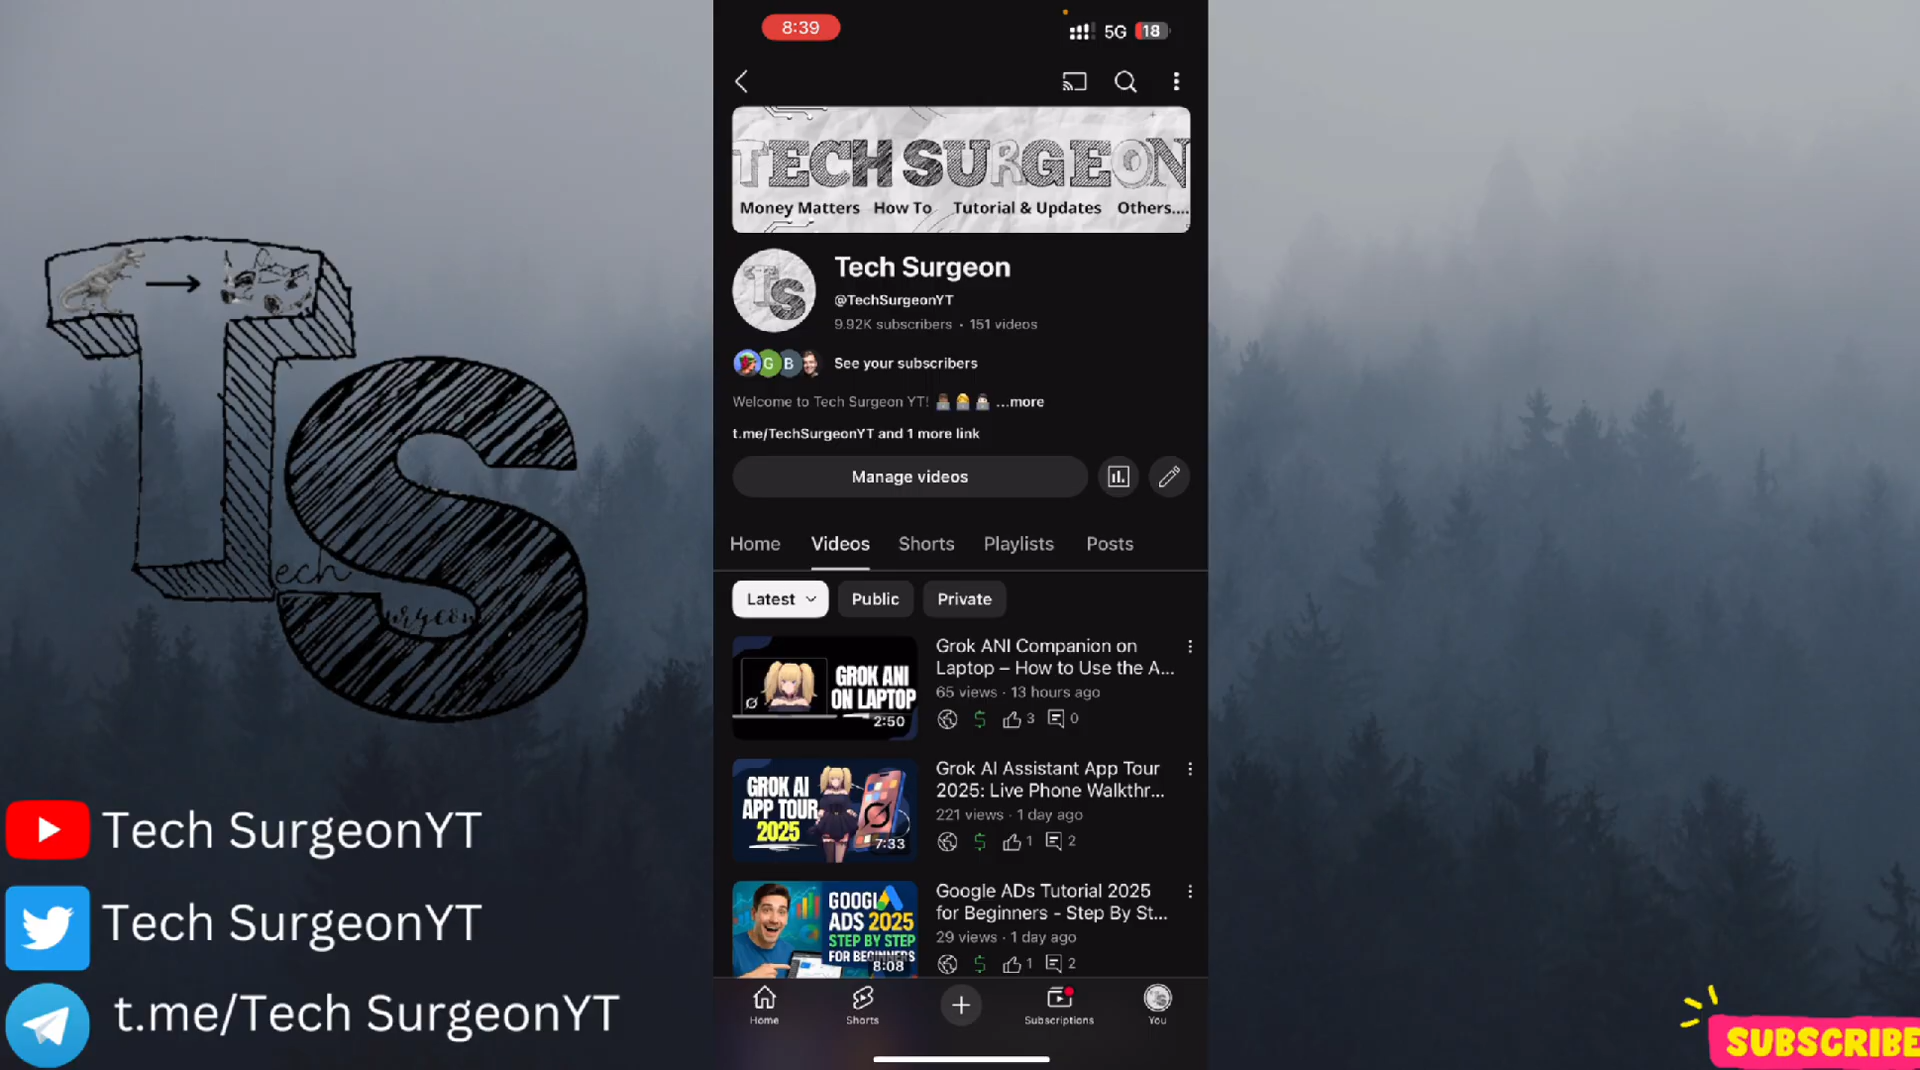 8:39
5G 18
TECH SURGEON
Money Matters How To Tutorial & Updates Others....
TS
Tech Surgeon
@TechSurgeonYT
9.92K subscribers • 151 videos
G B See your subscribers
Welcome to Tech Surgeon YT! ...more
t.me/TechSurgeonYT and 1 more link
Manage videos
Home Videos Shorts Playlists Posts
Latest Public Private
GROK ANI
ON LAPTOP
2:50
Grok ANI Companion on
Laptop – How to Use the A...
65 views · 13 hours ago
3 0
GROK AI
APP TOUR
2025
7:33
Grok AI Assistant App Tour
2025: Live Phone Walkthr...
221 views · 1 day ago
1 2
ADS 2025
STEP BY STEP
FOR BEGINNERS
8:08
Google ADs Tutorial 2025
for Beginners - Step By St...
29 views · 1 day ago
1 2
Home Shorts Subscriptions You
TS
ech
urgeon
Tech SurgeonYT
Tech SurgeonYT
t.me/Tech SurgeonYT
SUBSCRIBE